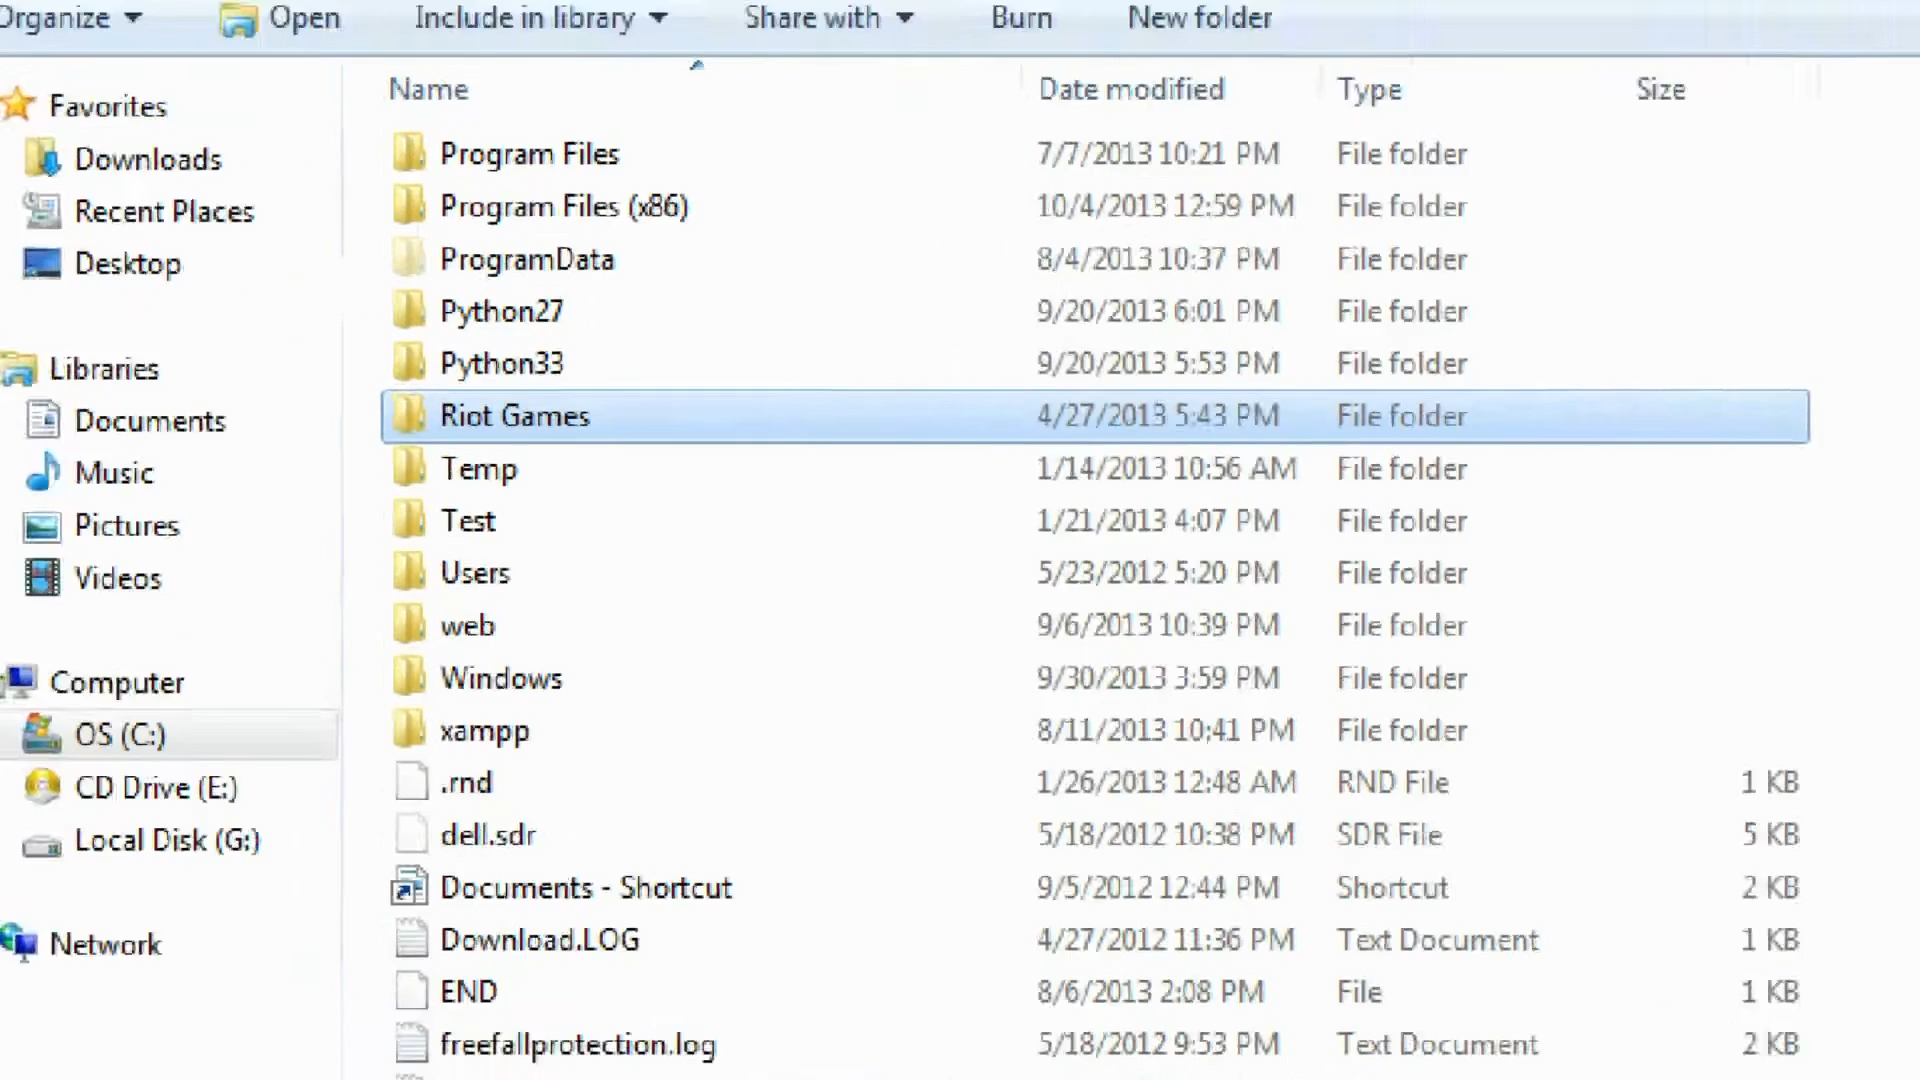 Organize Open Include in library Share with Burn New folder
Name Date modified Type Size
Favorites
Downloads
Recent Places
Desktop
Libraries
Documents
Music
Pictures
Videos
Computer
OS (C:)
CD Drive (E:)
Local Disk (G:)
Network
Program Files 7/7/2013 10:21 PM File folder
Program Files (x86) 10/4/2013 12:59 PM File folder
ProgramData 8/4/2013 10:37 PM File folder
Python27 9/20/2013 6:01 PM File folder
Python33 9/20/2013 5:53 PM File folder
Riot Games 4/27/2013 5:43 PM File folder
Temp 1/14/2013 10:56 AM File folder
Test 1/21/2013 4:07 PM File folder
Users 5/23/2012 5:20 PM File folder
web 9/6/2013 10:39 PM File folder
Windows 9/30/2013 3:59 PM File folder
xampp 8/11/2013 10:41 PM File folder
.rnd 1/26/2013 12:48 AM RND File 1 KB
dell.sdr 5/18/2012 10:38 PM SDR File 5 KB
Documents - Shortcut 9/5/2012 12:44 PM Shortcut 2 KB
Download.LOG 4/27/2012 11:36 PM Text Document 1 KB
END 8/6/2013 2:08 PM File 1 KB
freefallprotection.log 5/18/2012 9:53 PM Text Document 2 KB